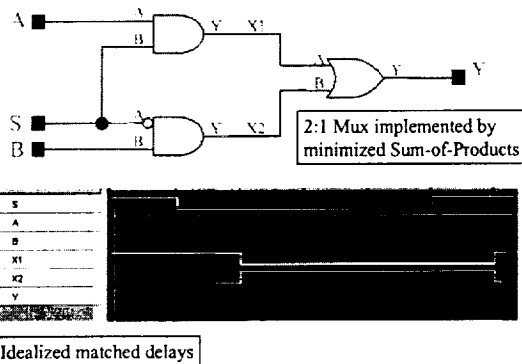 A A Y X1
B
A Y Y
B
S A Y X2
B B
2:1 Mux implemented by
minimized Sum-of-Products
S
A
B
X1
X2
Y
Idealized matched delays